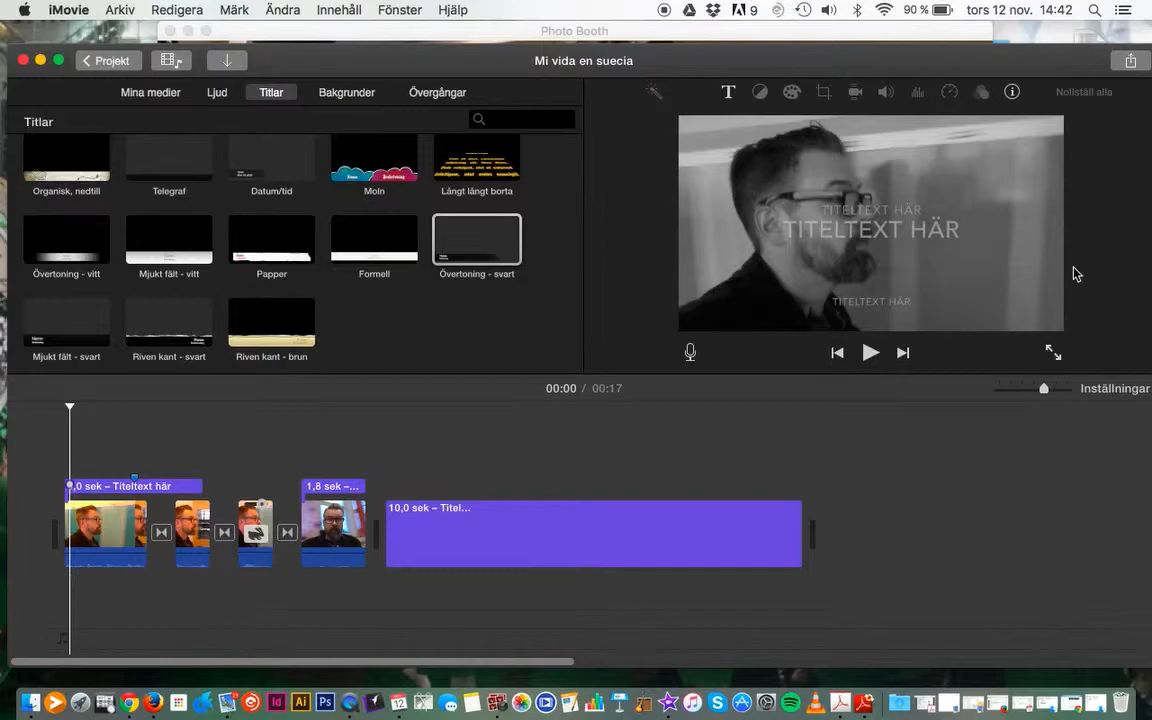 iMovie Arkiv Redigera Märk Ändra Innehåll Fönster Hjälp 9 90 % tors 12 nov. 14:42
Photo Booth
Projekt Mi vida en suecia
Mina medier Ljud Titlar Bakgrunder Övergångar T Nollställ alla
Titlar
Organisk, nedtill Telegraf Datum/tid Moln Långt långt borta
Övertoning - vitt Mjukt fält - vitt Papper Formell Övertoning - svart
Mjukt fält - svart Riven kant - svart Riven kant - brun
TITELTEXT HÄR
TITELTEXT HÄR
TITELTEXT HÄR
00:00 / 00:17 Inställningar
,0 sek – Titeltext här 1,8 sek –...
10,0 sek – Titel...
Id Ai Ps 12